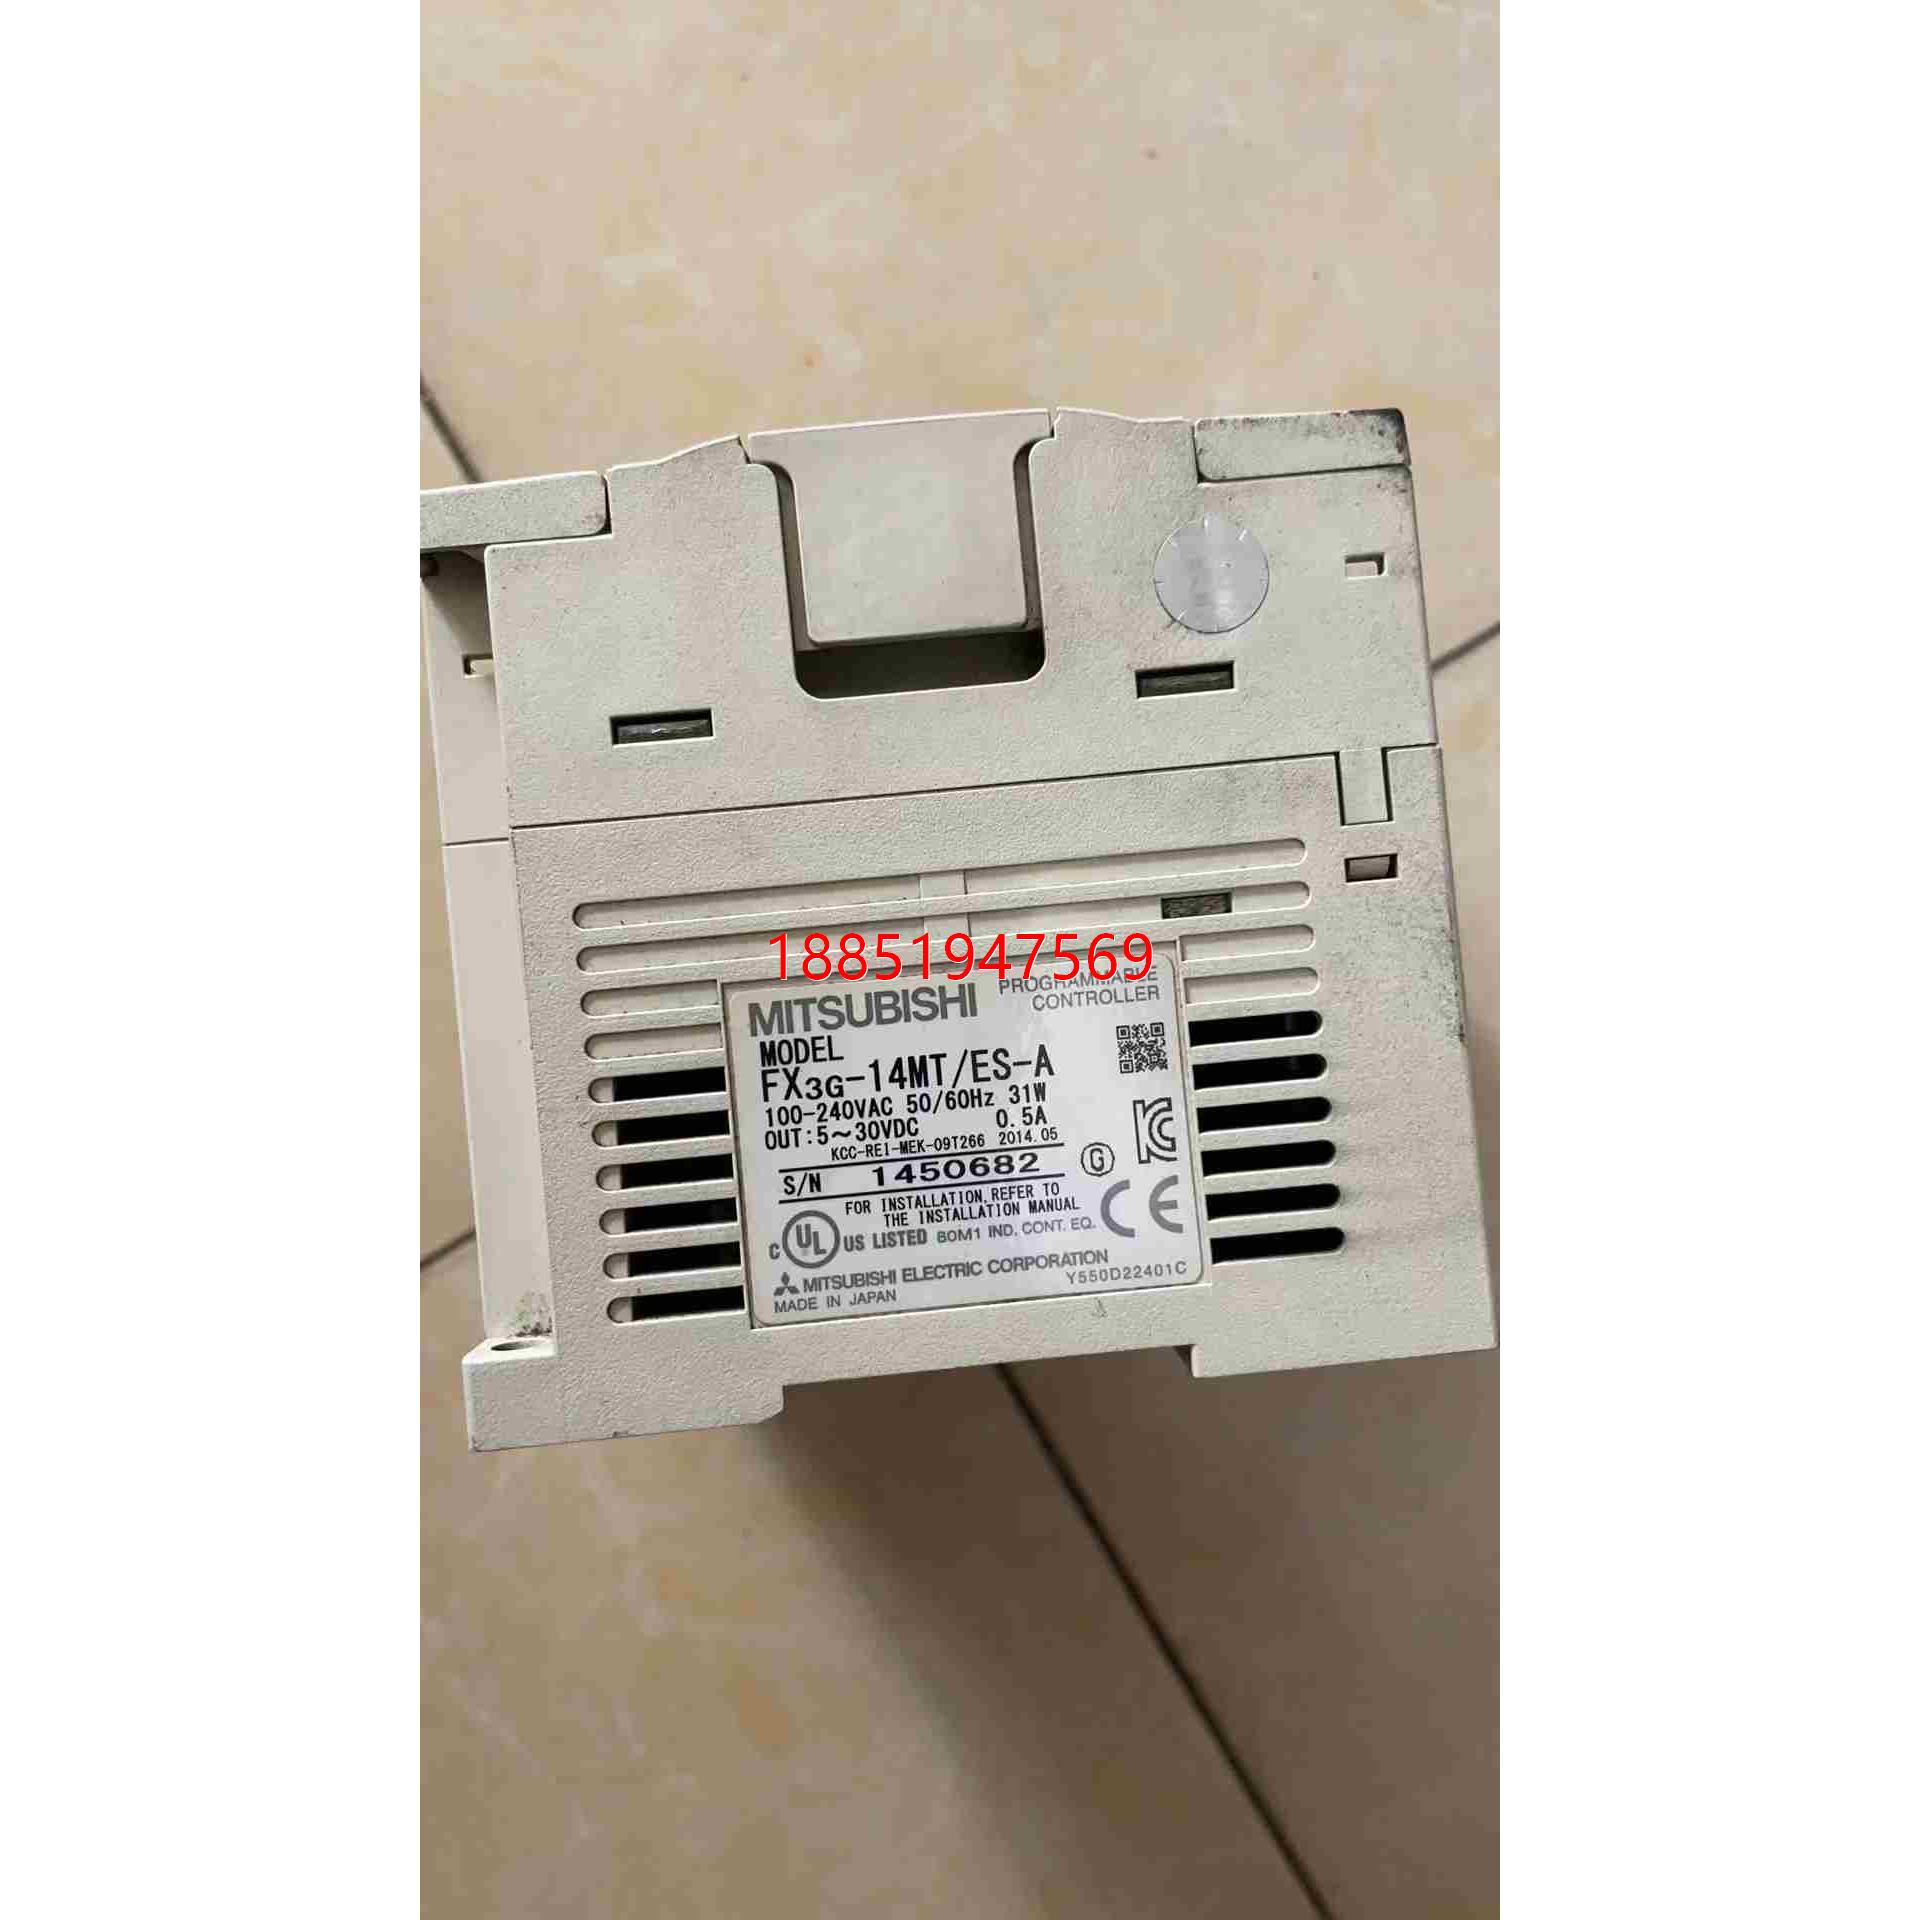 18851947569
MITSUBISHI
PROGRAMMABLE
CONTROLLER
MODEL
FX3G-14MT/ES-A
100-240VAC 50/60Hz 31W
OUT:5~30VDC 0.5A
KCC-REI-MEK-09T266 2014.05
S/N 1450682
FOR INSTALLATION, REFER TO
THE INSTALLATION MANUAL
C UL US LISTED 80M1 IND. CONT. EQ.
CE
MITSUBISHI ELECTRIC CORPORATION
MADE IN JAPAN
Y550D22401C